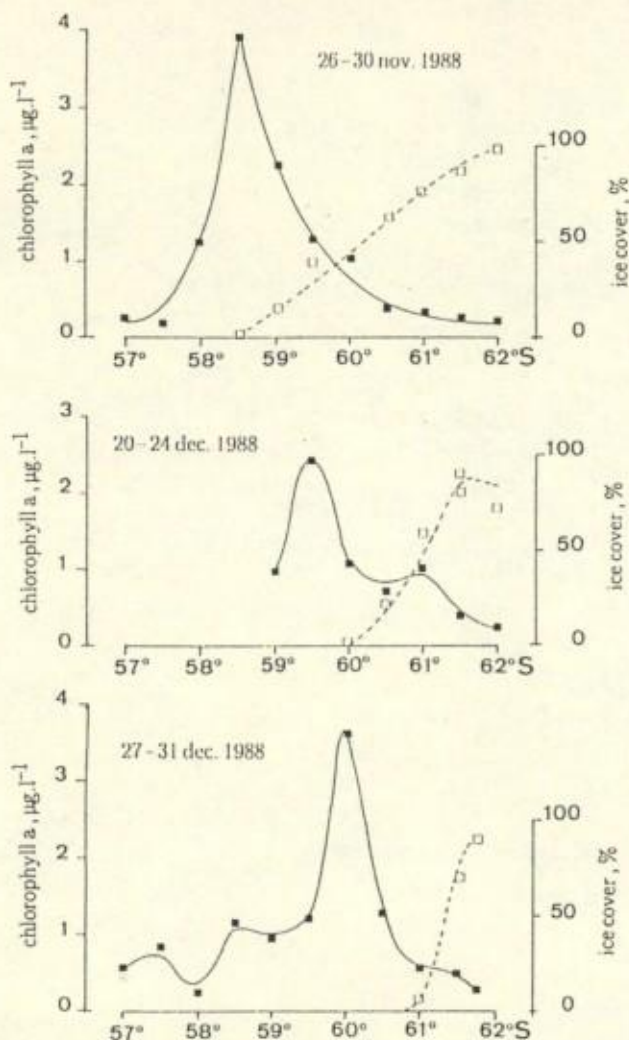 26-30 nov. 1988
chlorophyll a, µg.l⁻¹
4
3
2
1
0
ice cover, %
100
50
0
57° 58° 59° 60° 61° 62°S
20-24 dec. 1988
chlorophyll a, µg.l⁻¹
3
2
1
0
ice cover, %
100
50
0
57° 58° 59° 60° 61° 62°S
27-31 dec. 1988
chlorophyll a, µg.l⁻¹
4
3
2
1
0
ice cover, %
100
50
0
57° 58° 59° 60° 61° 62°S